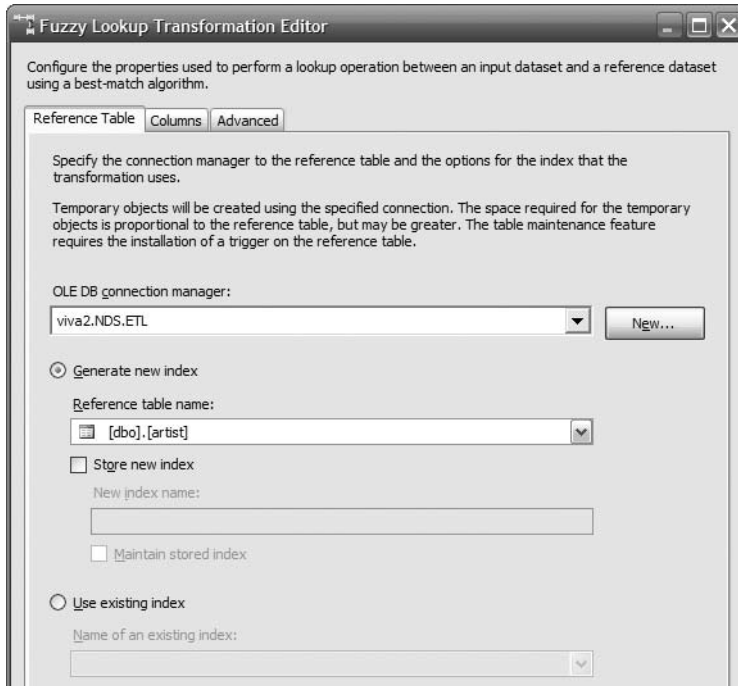 Fuzzy Lookup Transformation Editor
Configure the properties used to perform a lookup operation between an input dataset and a reference dataset
using a best-match algorithm.
Reference Table Columns Advanced
Specify the connection manager to the reference table and the options for the index that the
transformation uses.
Temporary objects will be created using the specified connection. The space required for the temporary
objects is proportional to the reference table, but may be greater. The table maintenance feature
requires the installation of a trigger on the reference table.
OLE DB connection manager:
viva2.NDS.ETL New...
Generate new index
Reference table name:
[dbo].[artist]
Store new index
New index name:
Maintain stored index
Use existing index
Name of an existing index: